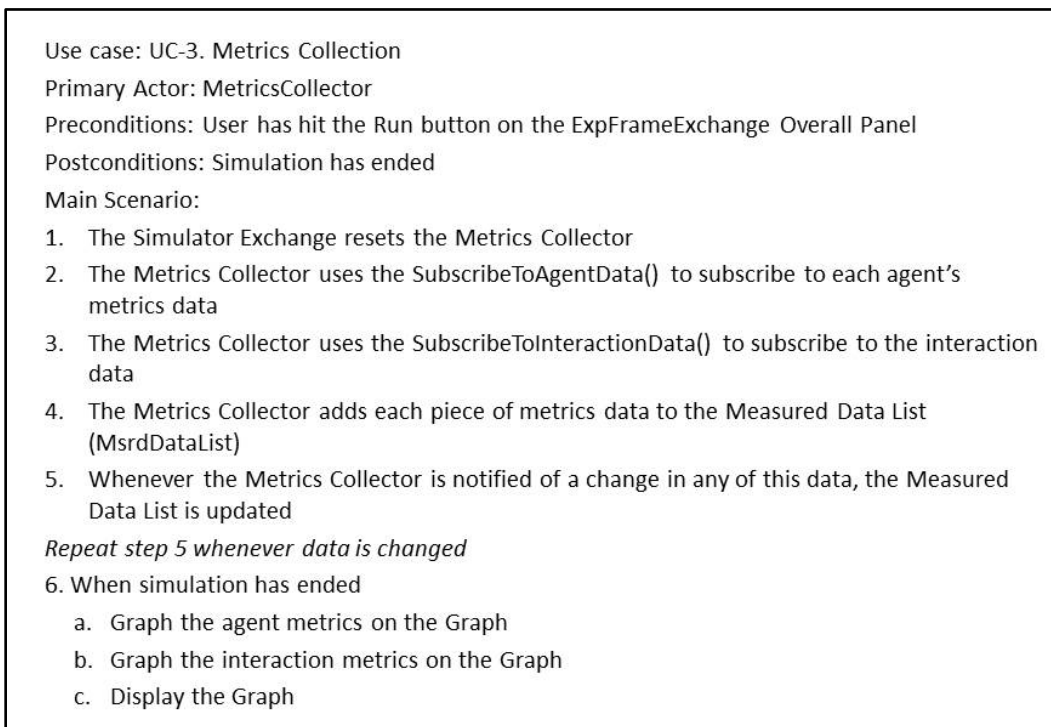 Use case: UC-3. Metrics Collection
Primary Actor: MetricsCollector
Preconditions: User has hit the Run button on the ExpFrameExchange Overall Panel
Postconditions: Simulation has ended
Main Scenario:
1. The Simulator Exchange resets the Metrics Collector
2. The Metrics Collector uses the SubscribeToAgentData() to subscribe to each agent’s
metrics data
3. The Metrics Collector uses the SubscribeToInteractionData() to subscribe to the interaction
data
4. The Metrics Collector adds each piece of metrics data to the Measured Data List
(MsrdDataList)
5. Whenever the Metrics Collector is notified of a change in any of this data, the Measured
Data List is updated
Repeat step 5 whenever data is changed
6. When simulation has ended
a. Graph the agent metrics on the Graph
b. Graph the interaction metrics on the Graph
c. Display the Graph